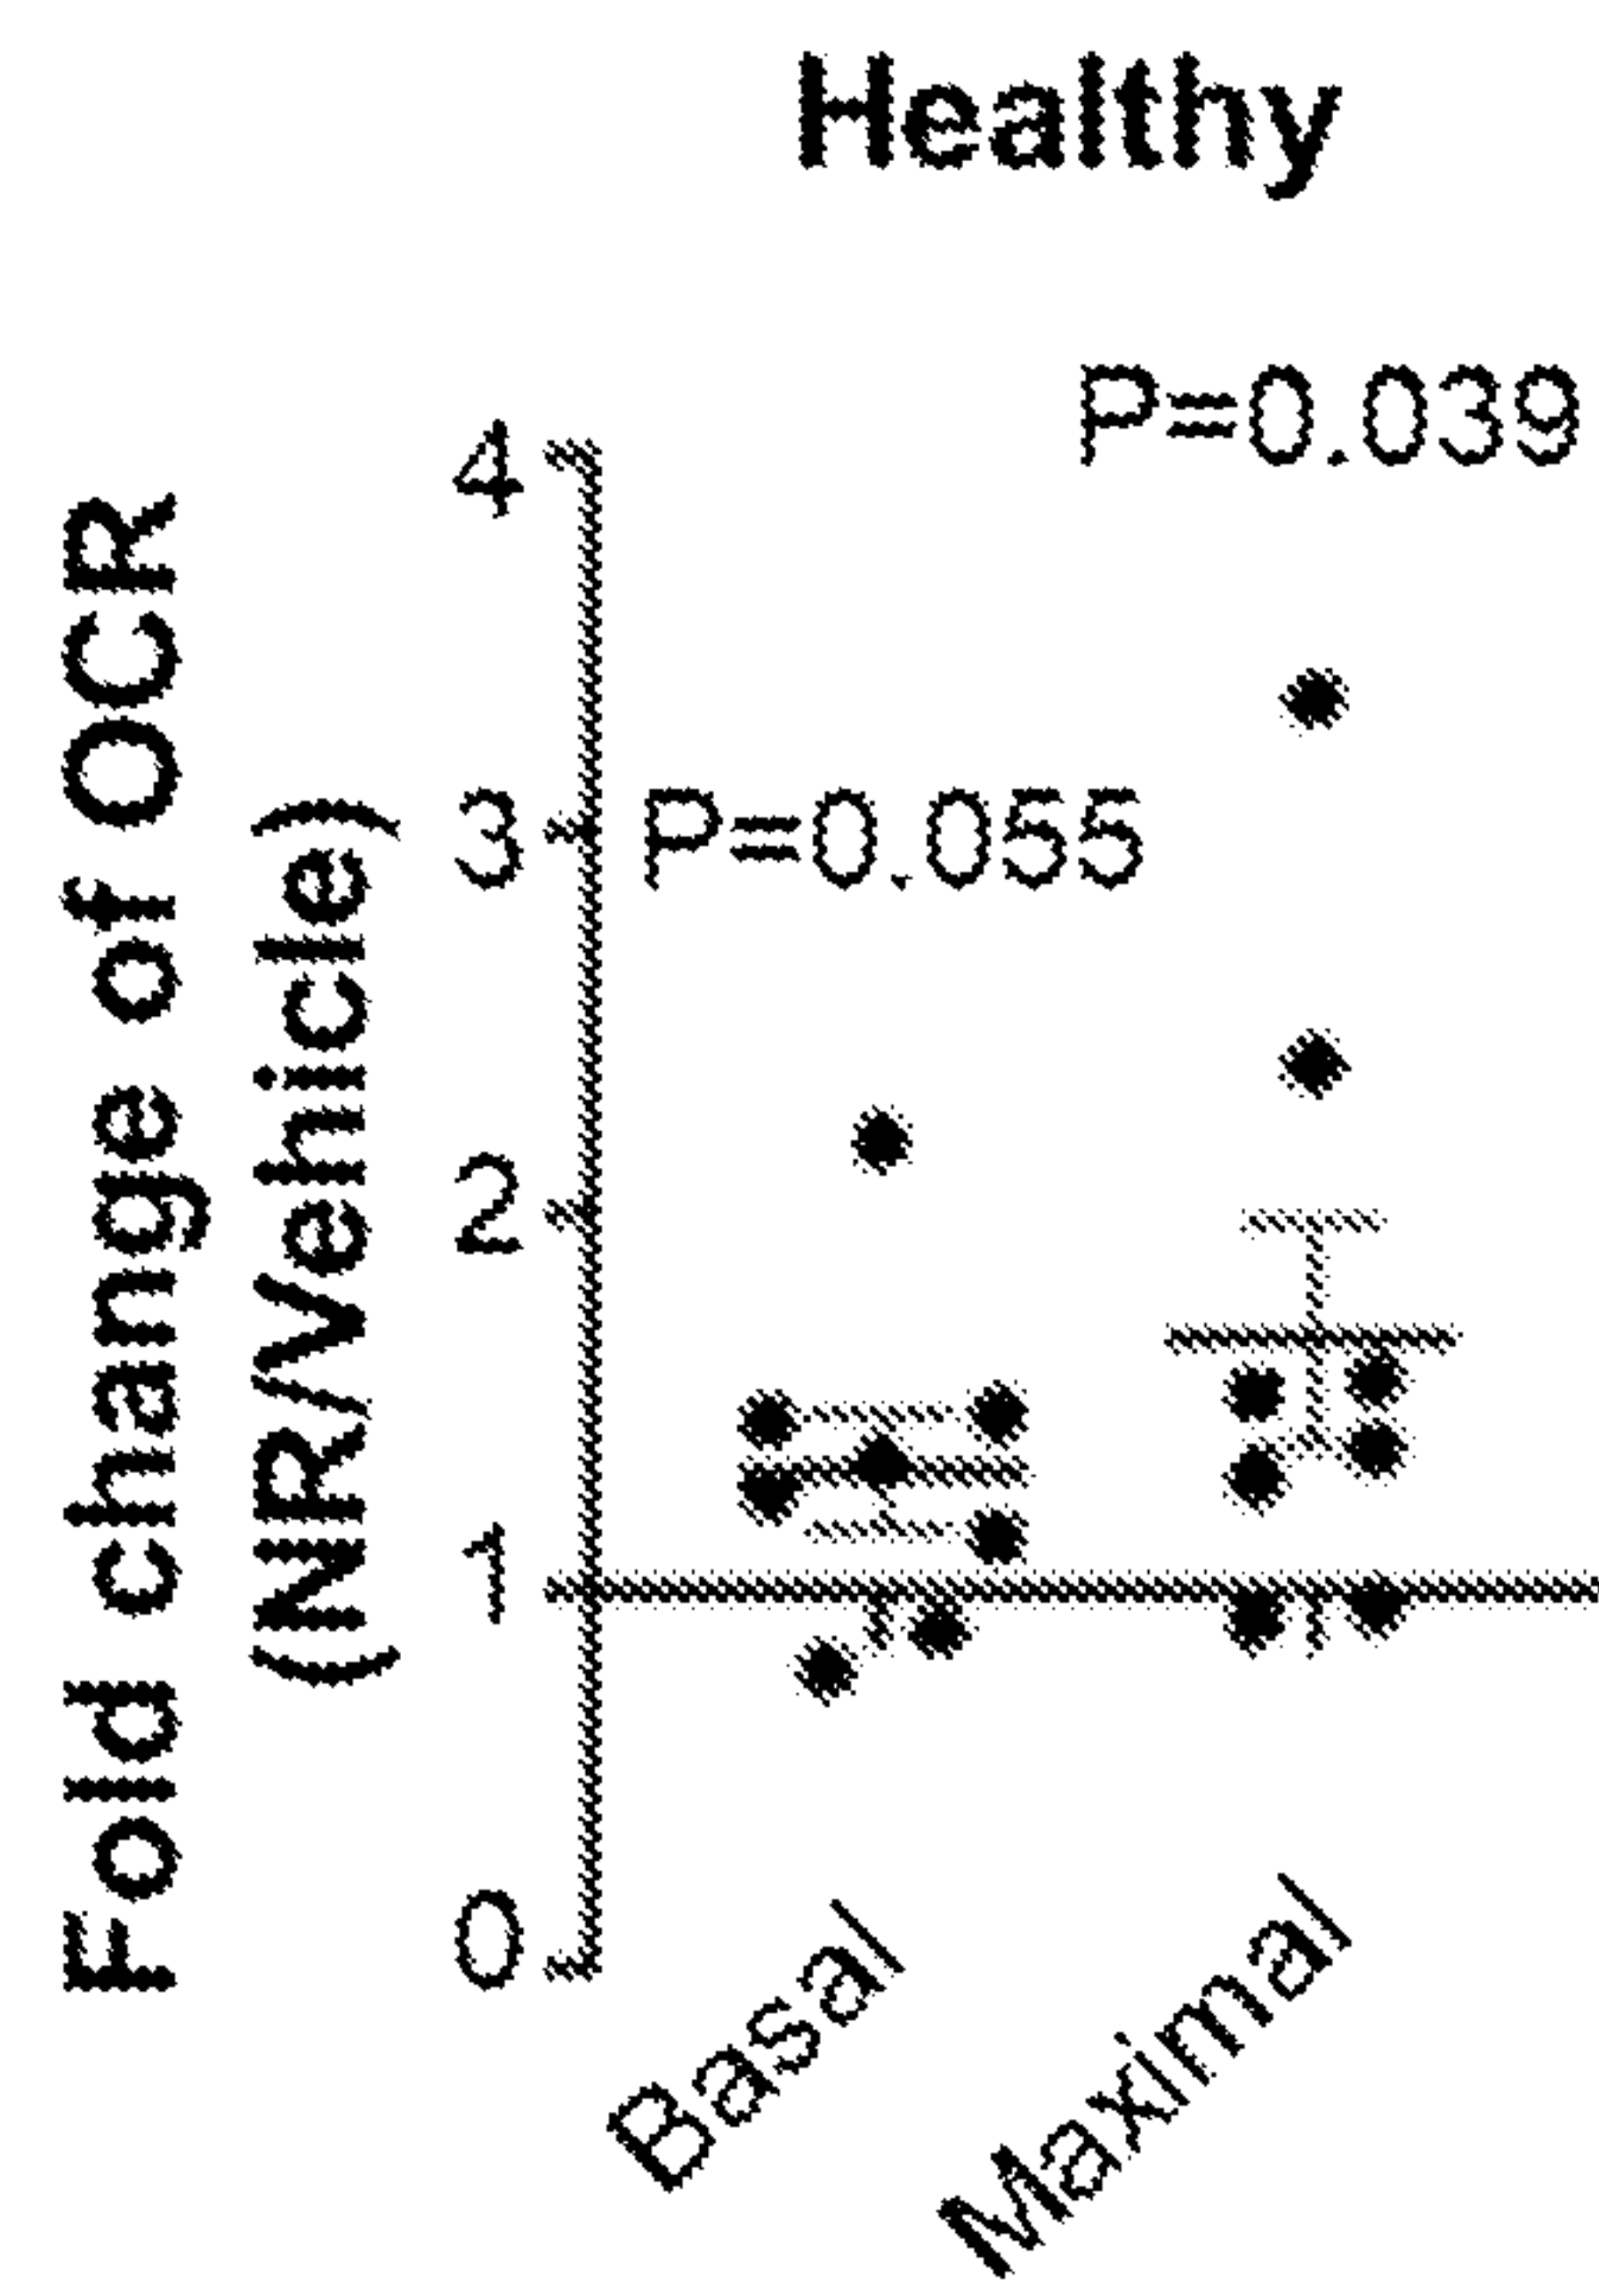 Healthy
Fold change of OCR
(NR/Vehicle)
P=0.039
4
3
P=0.055
2
1
0
Basal
Maximal